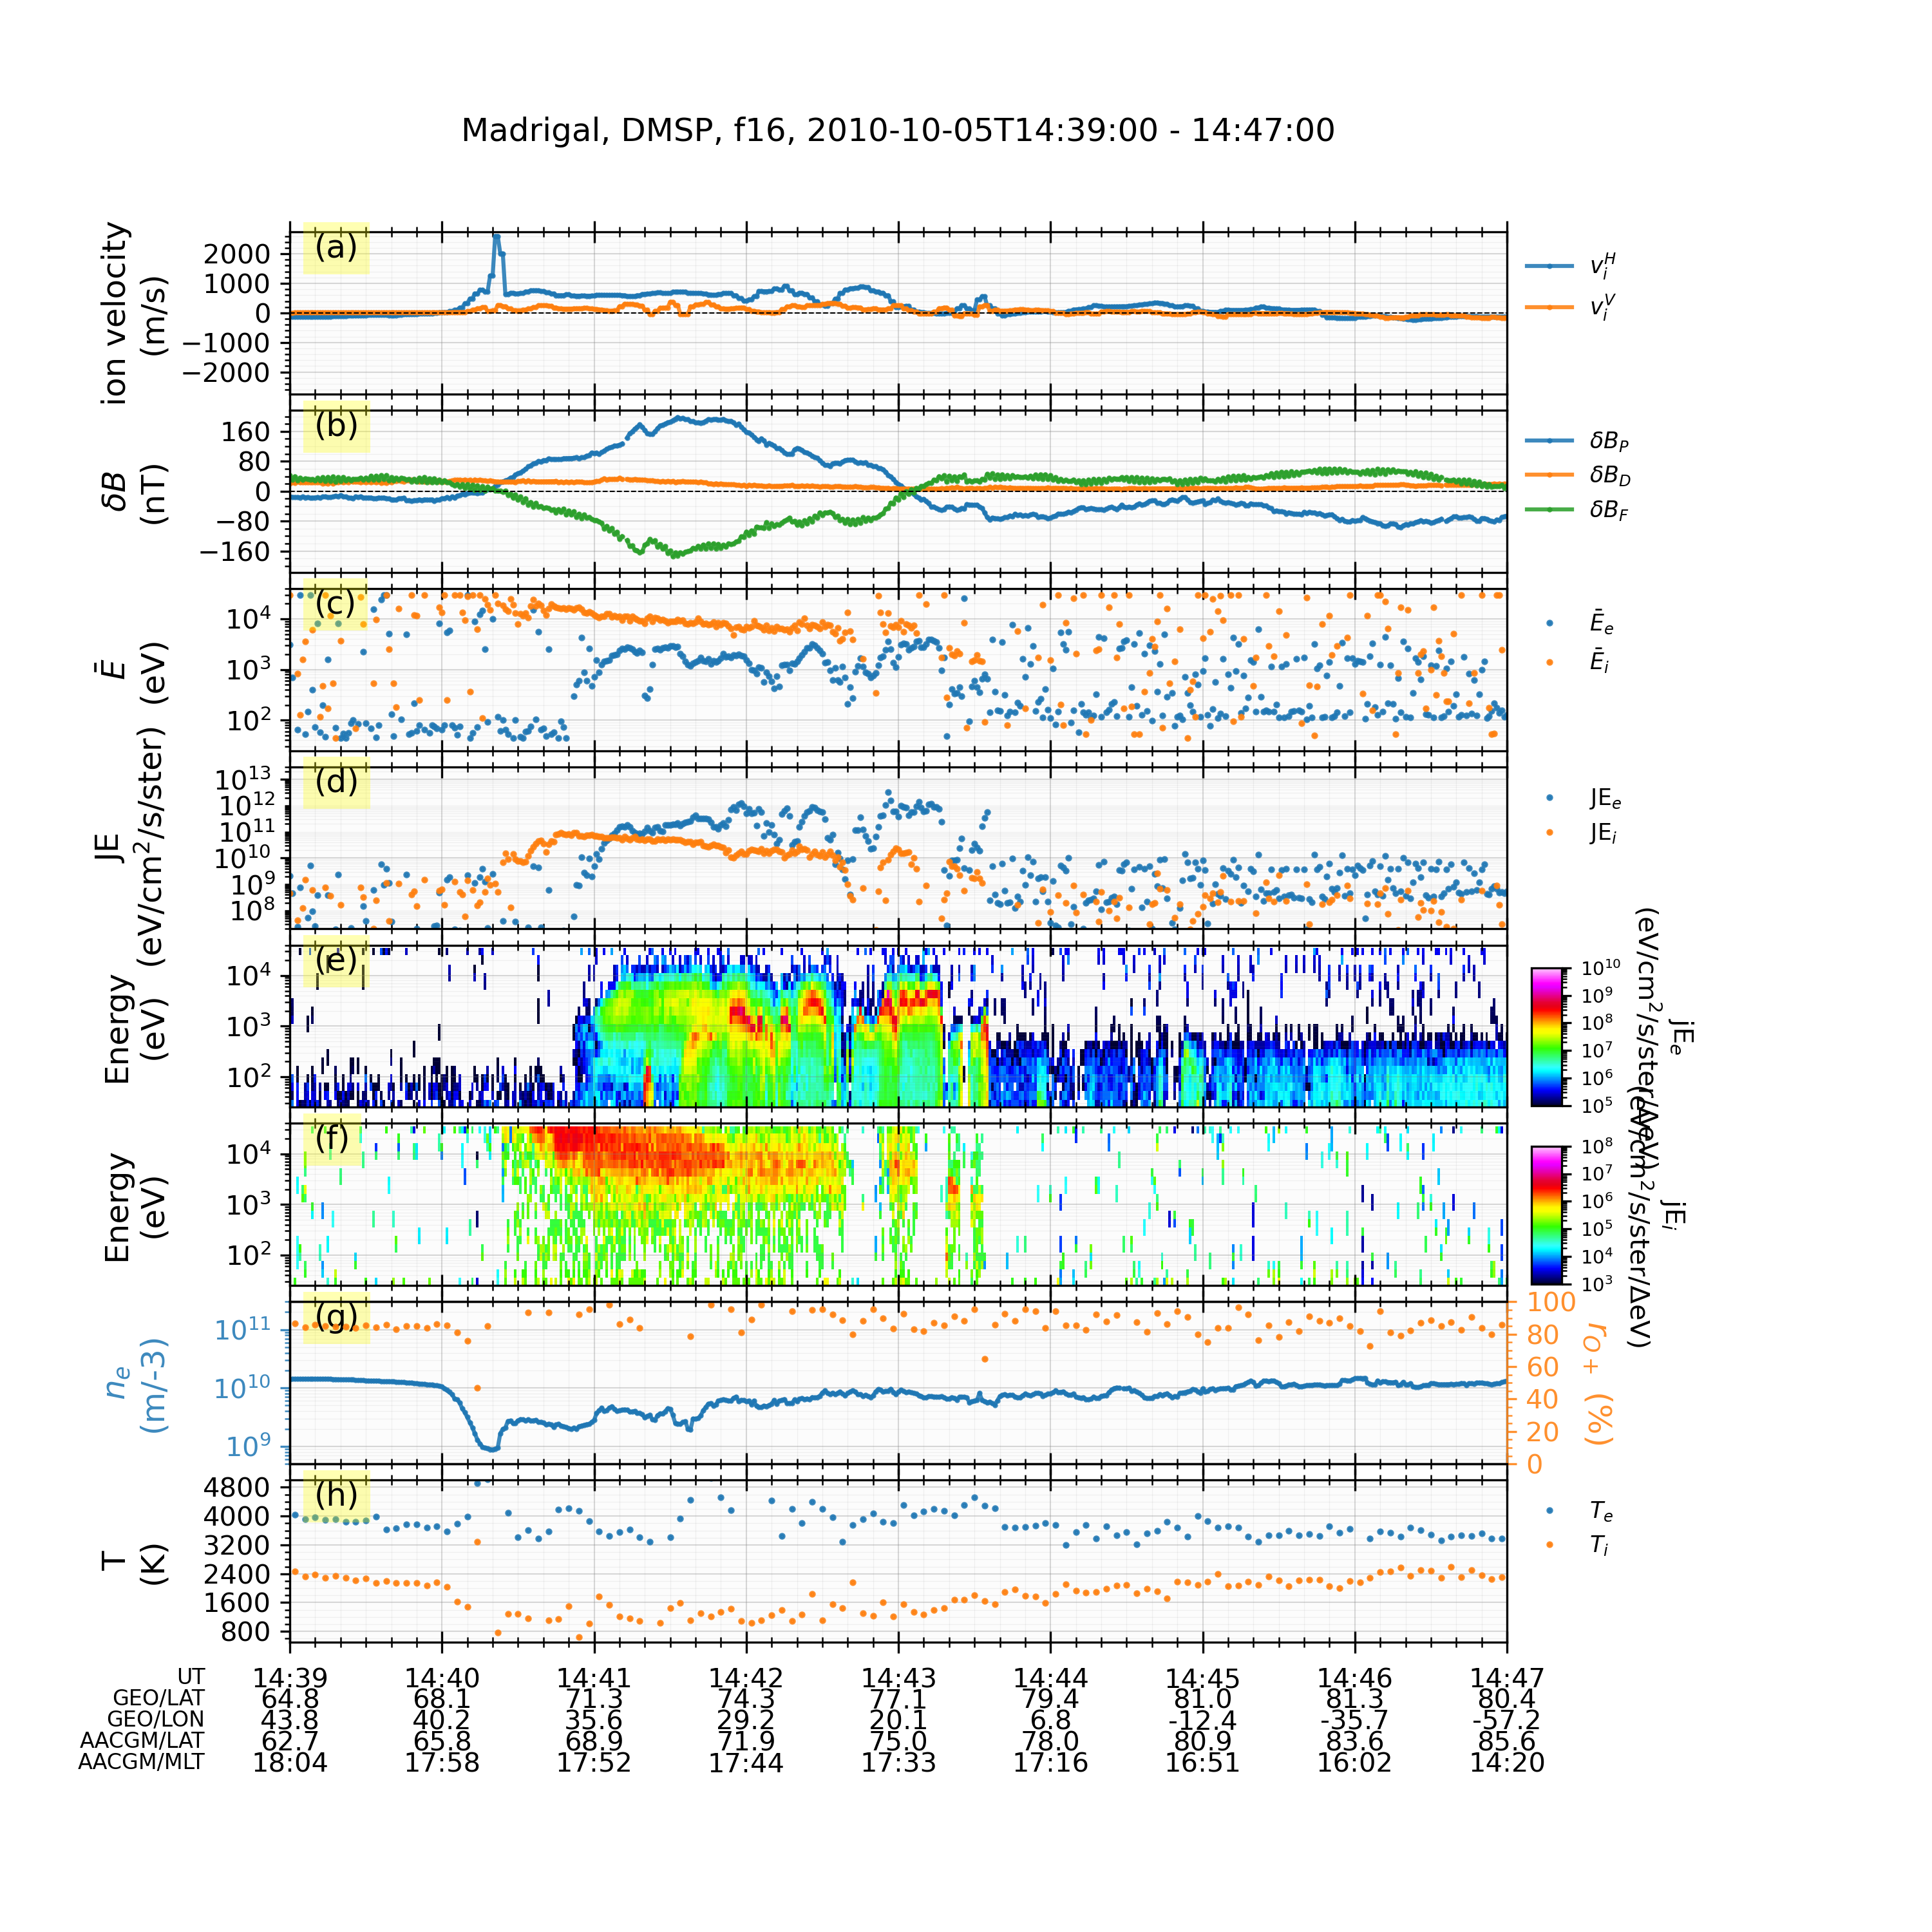 Madrigal, DMSP, f16, 2010-10-05T14:39:00 - 14:47:00
(a)
ion velocity
(m/s)
2000
1000
0
−1000
−2000
v_i^H
v_i^V
(b)
δB
(nT)
160
80
0
−80
−160
δB_P
δB_D
δB_F
(c)
Ē
(eV)
10^4
10^3
10^2
Ē_e
Ē_i
(d)
JE
(eV/cm^2/s/ster)
10^13
10^12
10^11
10^10
10^9
10^8
JE_e
JE_i
(e)
Energy
(eV)
10^4
10^3
10^2
10^10
10^9
10^8
10^7
10^6
10^5
(eV/cm^2/s/ster/ΔeV)
jE_e
(f)
Energy
(eV)
10^4
10^3
10^2
10^8
10^7
10^6
10^5
10^4
10^3
(eV/cm^2/s/ster/ΔeV)
jE_i
(g)
n_e
(m/-3)
10^11
10^10
10^9
100
80
60
40
20
0
r_O+ (%)
(h)
T
(K)
4800
4000
3200
2400
1600
800
T_e
T_i
UT 14:39 14:40 14:41 14:42 14:43 14:44 14:45 14:46 14:47
GEO/LAT 64.8 68.1 71.3 74.3 77.1 79.4 81.0 81.3 80.4
GEO/LON 43.8 40.2 35.6 29.2 20.1 6.8 -12.4 -35.7 -57.2
AACGM/LAT 62.7 65.8 68.9 71.9 75.0 78.0 80.9 83.6 85.6
AACGM/MLT 18:04 17:58 17:52 17:44 17:33 17:16 16:51 16:02 14:20